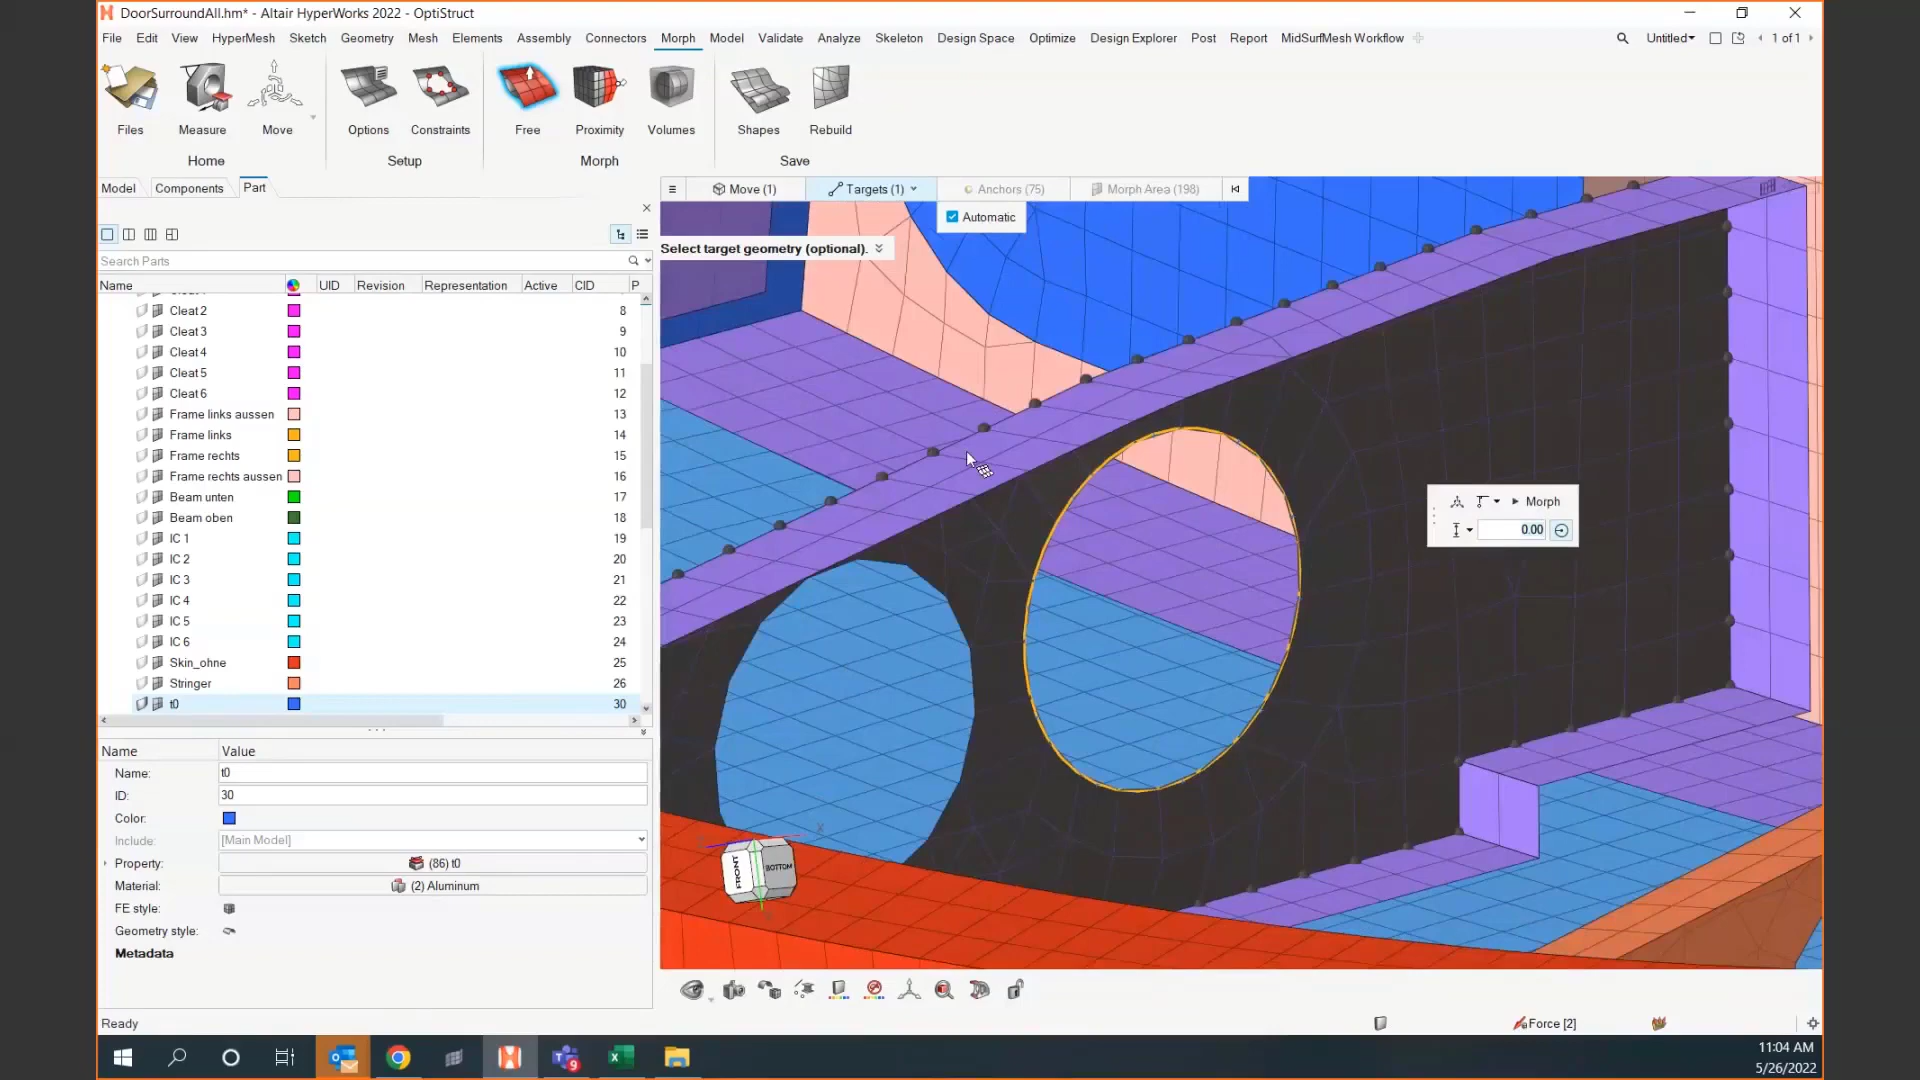 DoorSurroundAll.hm* - Altair HyperWorks 2022 - OptiStruct
File Edit View HyperMesh Sketch Geometry Mesh Elements Assembly Connectors Morph Model Validate Analyze Skeleton Design Space Optimize Design Explorer Post Report MidSurfMesh Workflow
Untitled
1 of 1
Files Measure Move Options Constraints Free Proximity Volumes Shapes Rebuild
Home Setup Morph Save
Model Components Part
Move (1) Targets (1) Anchors (75) Morph Area (198)
Automatic
Select target geometry (optional).
Search Parts
Name UID Revision Representation Active CID P
Cleat 2 8
Cleat 3 9
Cleat 4 10
Cleat 5 11
Cleat 6 12
Frame links aussen 13
Frame links 14
Frame rechts 15
Frame rechts aussen 16
Beam unten 17
Beam oben 18
IC 1 19
IC 2 20
IC 3 21
IC 4 22
IC 5 23
IC 6 24
Skin_ohne 25
Stringer 26
t0 30
Morph
0.00
Name Value
Name: t0
ID: 30
Color:
Include: [Main Model]
Property: (86) t0
Material: (2) Aluminum
FE style:
Geometry style:
Metadata
FRONT
BOTTOM
X
Ready
Force [2]
9
11:04 AM
5/26/2022